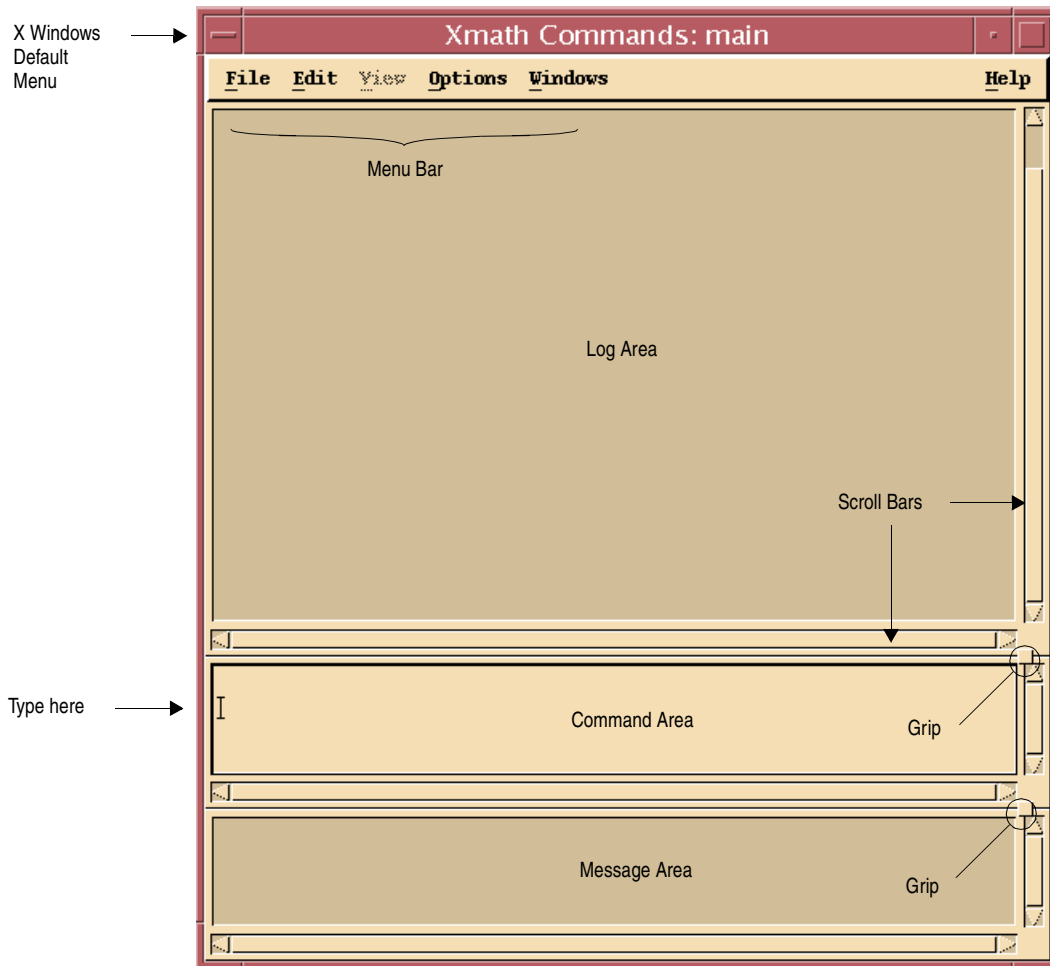 X Windows
Default
Menu
Xmath Commands: main
File Edit View Options Windows Help
Menu Bar
Log Area
Scroll Bars
Type here
Command Area
Grip
Message Area
Grip